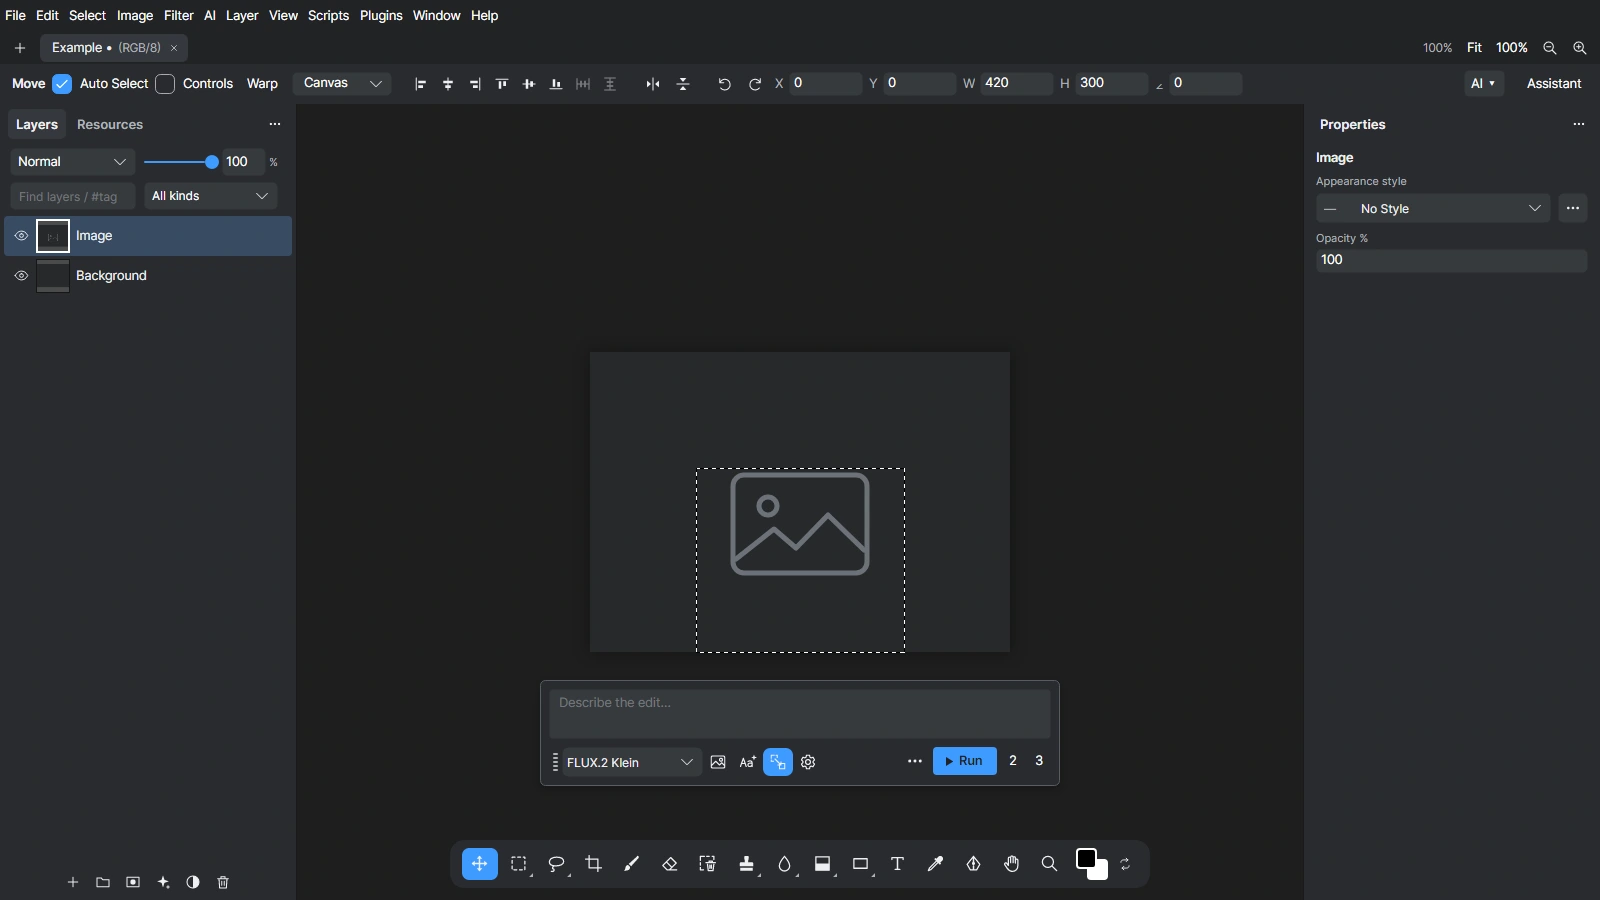 File Edit Select Image Filter AI Layer View Scripts Plugins Window Help
Example • (RGB/8) 100% Fit 100%
Move Auto Select Controls Warp Canvas X 0 Y 0 W 420 H 300 0 AI Assistant
Layers Resources
Normal 100 %
Find layers / #tag All kinds
Image
Background
Properties
Image
Appearance style
No Style
Opacity %
100
Describe the edit...
FLUX.2 Klein Aa Run 2 3
T